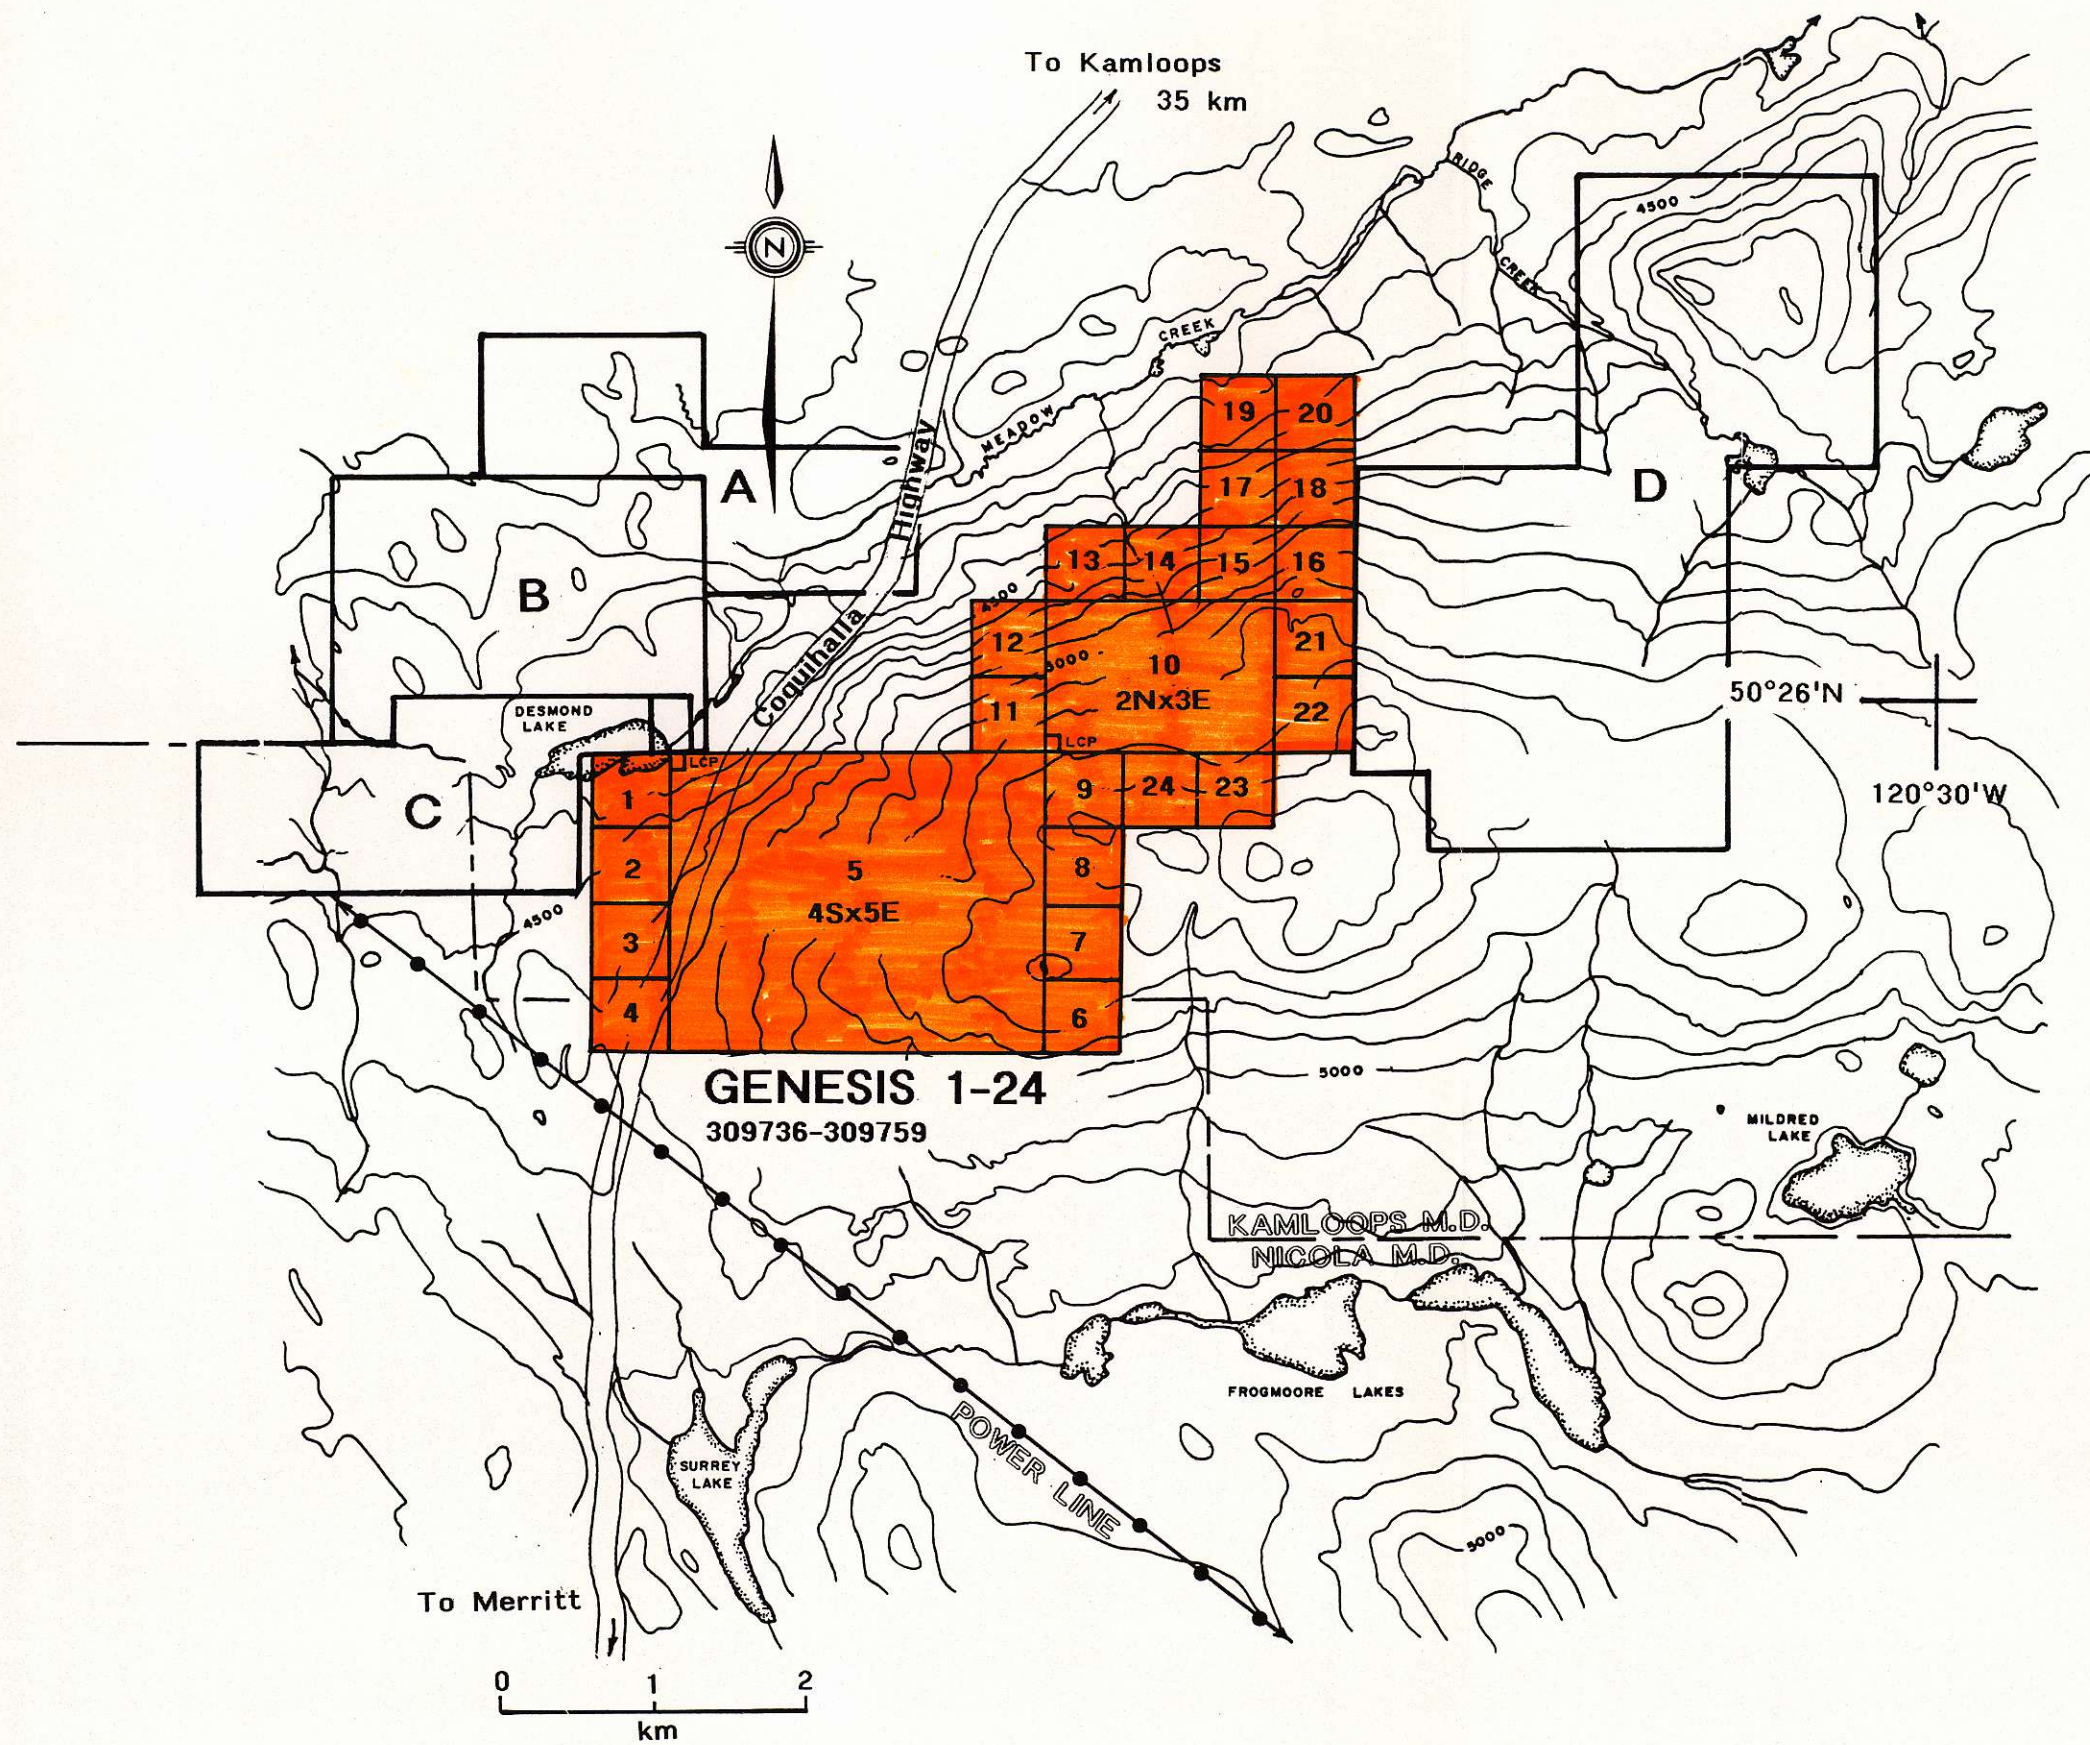 To Kamloops
35 km
RIDGE
CREEK
4500
N
CREEK
MEADOW
19
20
A
Highway
17
18
D
13
14
15
16
B
4500
12
5000
10
21
2Nx3E
11
22
50°26'N
Coquihalla
DESMOND
LAKE
LCP
LCP
1
9
24
23
120°30'W
C
2
5
8
4Sx5E
4500
3
7
4
6
GENESIS 1-24
309736-309759
5000
MILDRED
LAKE
KAMLOOPS M.D.
NICOLA M.D.
FROGMOORE LAKES
POWER LINE
SURREY
LAKE
5000
To Merritt
0 1 2
km